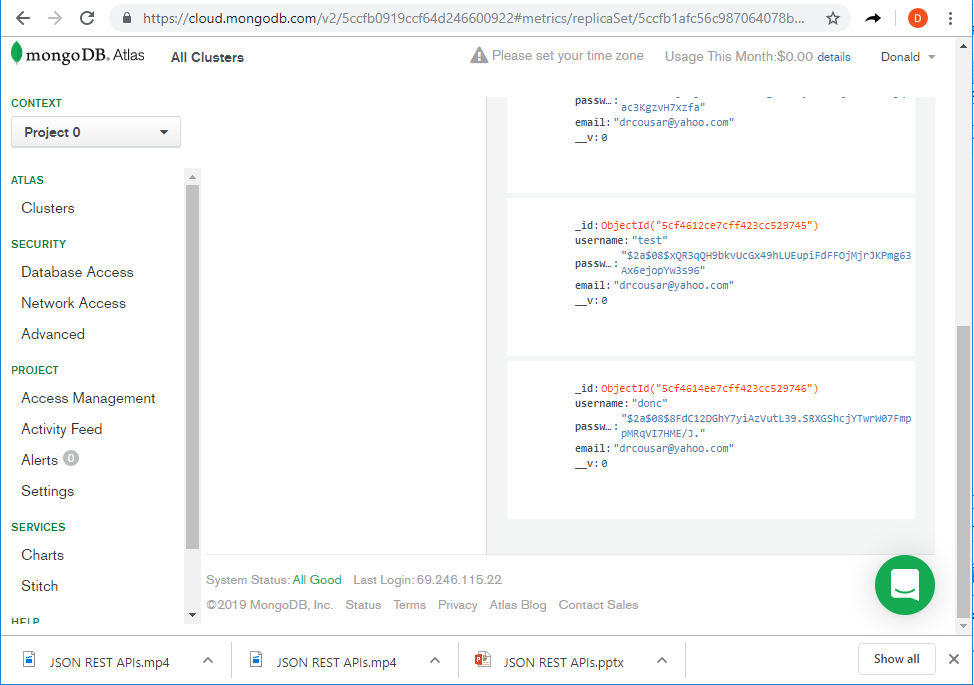 https://cloud.mongodb.com/v2/5ccfb0919ccf64d246600922#metrics/replicaSet/5ccfb1afc56c987064078b...
D
mongoDB. Atlas
All Clusters
Please set your time zone
Usage This Month:$0.00 details
Donald
CONTEXT
Project 0
ATLAS
Clusters
SECURITY
Database Access
Network Access
Advanced
PROJECT
Access Management
Activity Feed
Alerts 0
Settings
SERVICES
Charts
Stitch
HELP
passw…:
ac3KgzvH7xzfa"
email: "drcousar@yahoo.com"
__v: 0
_id: ObjectId("5cf4612ce7cff423cc529745")
username: "test"
passw…: "$2a$08$xQR3qQH9bkvUcGx49hLUEupiFdFFOjMjrJKPmg63
Ax6ejopYw3s96"
email: "drcousar@yahoo.com"
__v: 0
_id: ObjectId("5cf4614ee7cff423cc529746")
username: "donc"
passw…: "$2a$08$8FdC12DGhY7yiAzVutL39.SRXGShcjYTwrW07Fmp
pMRqVI7HME/J."
email: "drcousar@yahoo.com"
__v: 0
System Status: All Good Last Login: 69.246.115.22
©2019 MongoDB, Inc. Status Terms Privacy Atlas Blog Contact Sales
JSON REST APIs.mp4
JSON REST APIs.mp4
JSON REST APIs.pptx
Show all